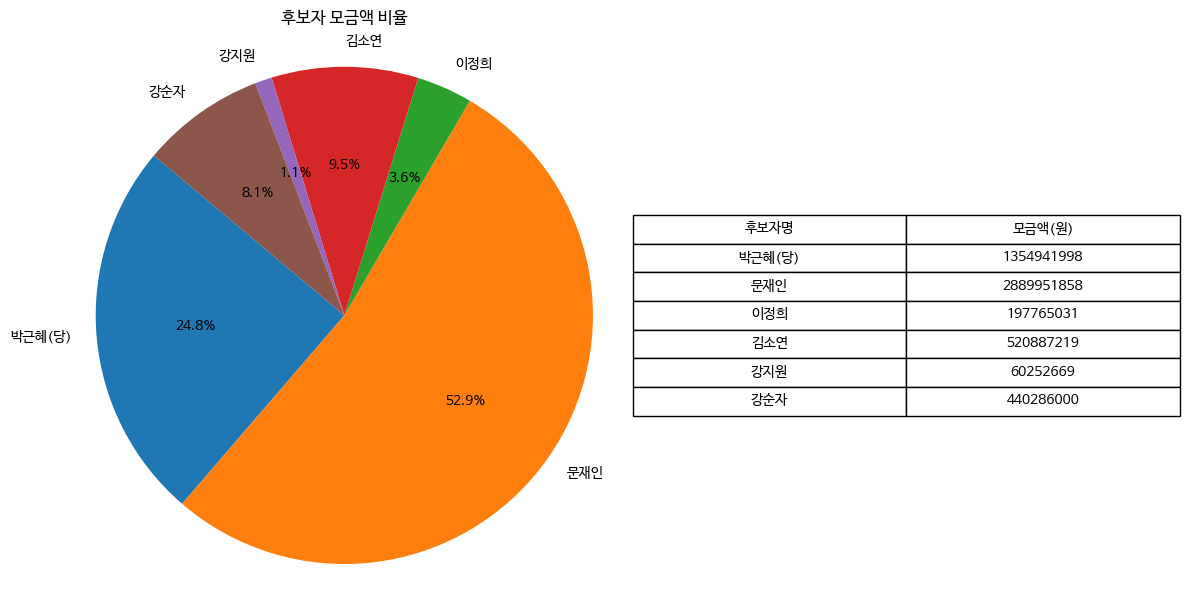 후보자 모금액 비율
김소연
강지원
이정희
강순자
9.5%
1.1%
3.6%
8.1%
박근혜(당)
24.8%
52.9%
문재인
후보자명 모금액(원)
박근혜(당) 1354941998
문재인 2889951858
이정희 197765031
김소연 520887219
강지원 60252669
강순자 440286000